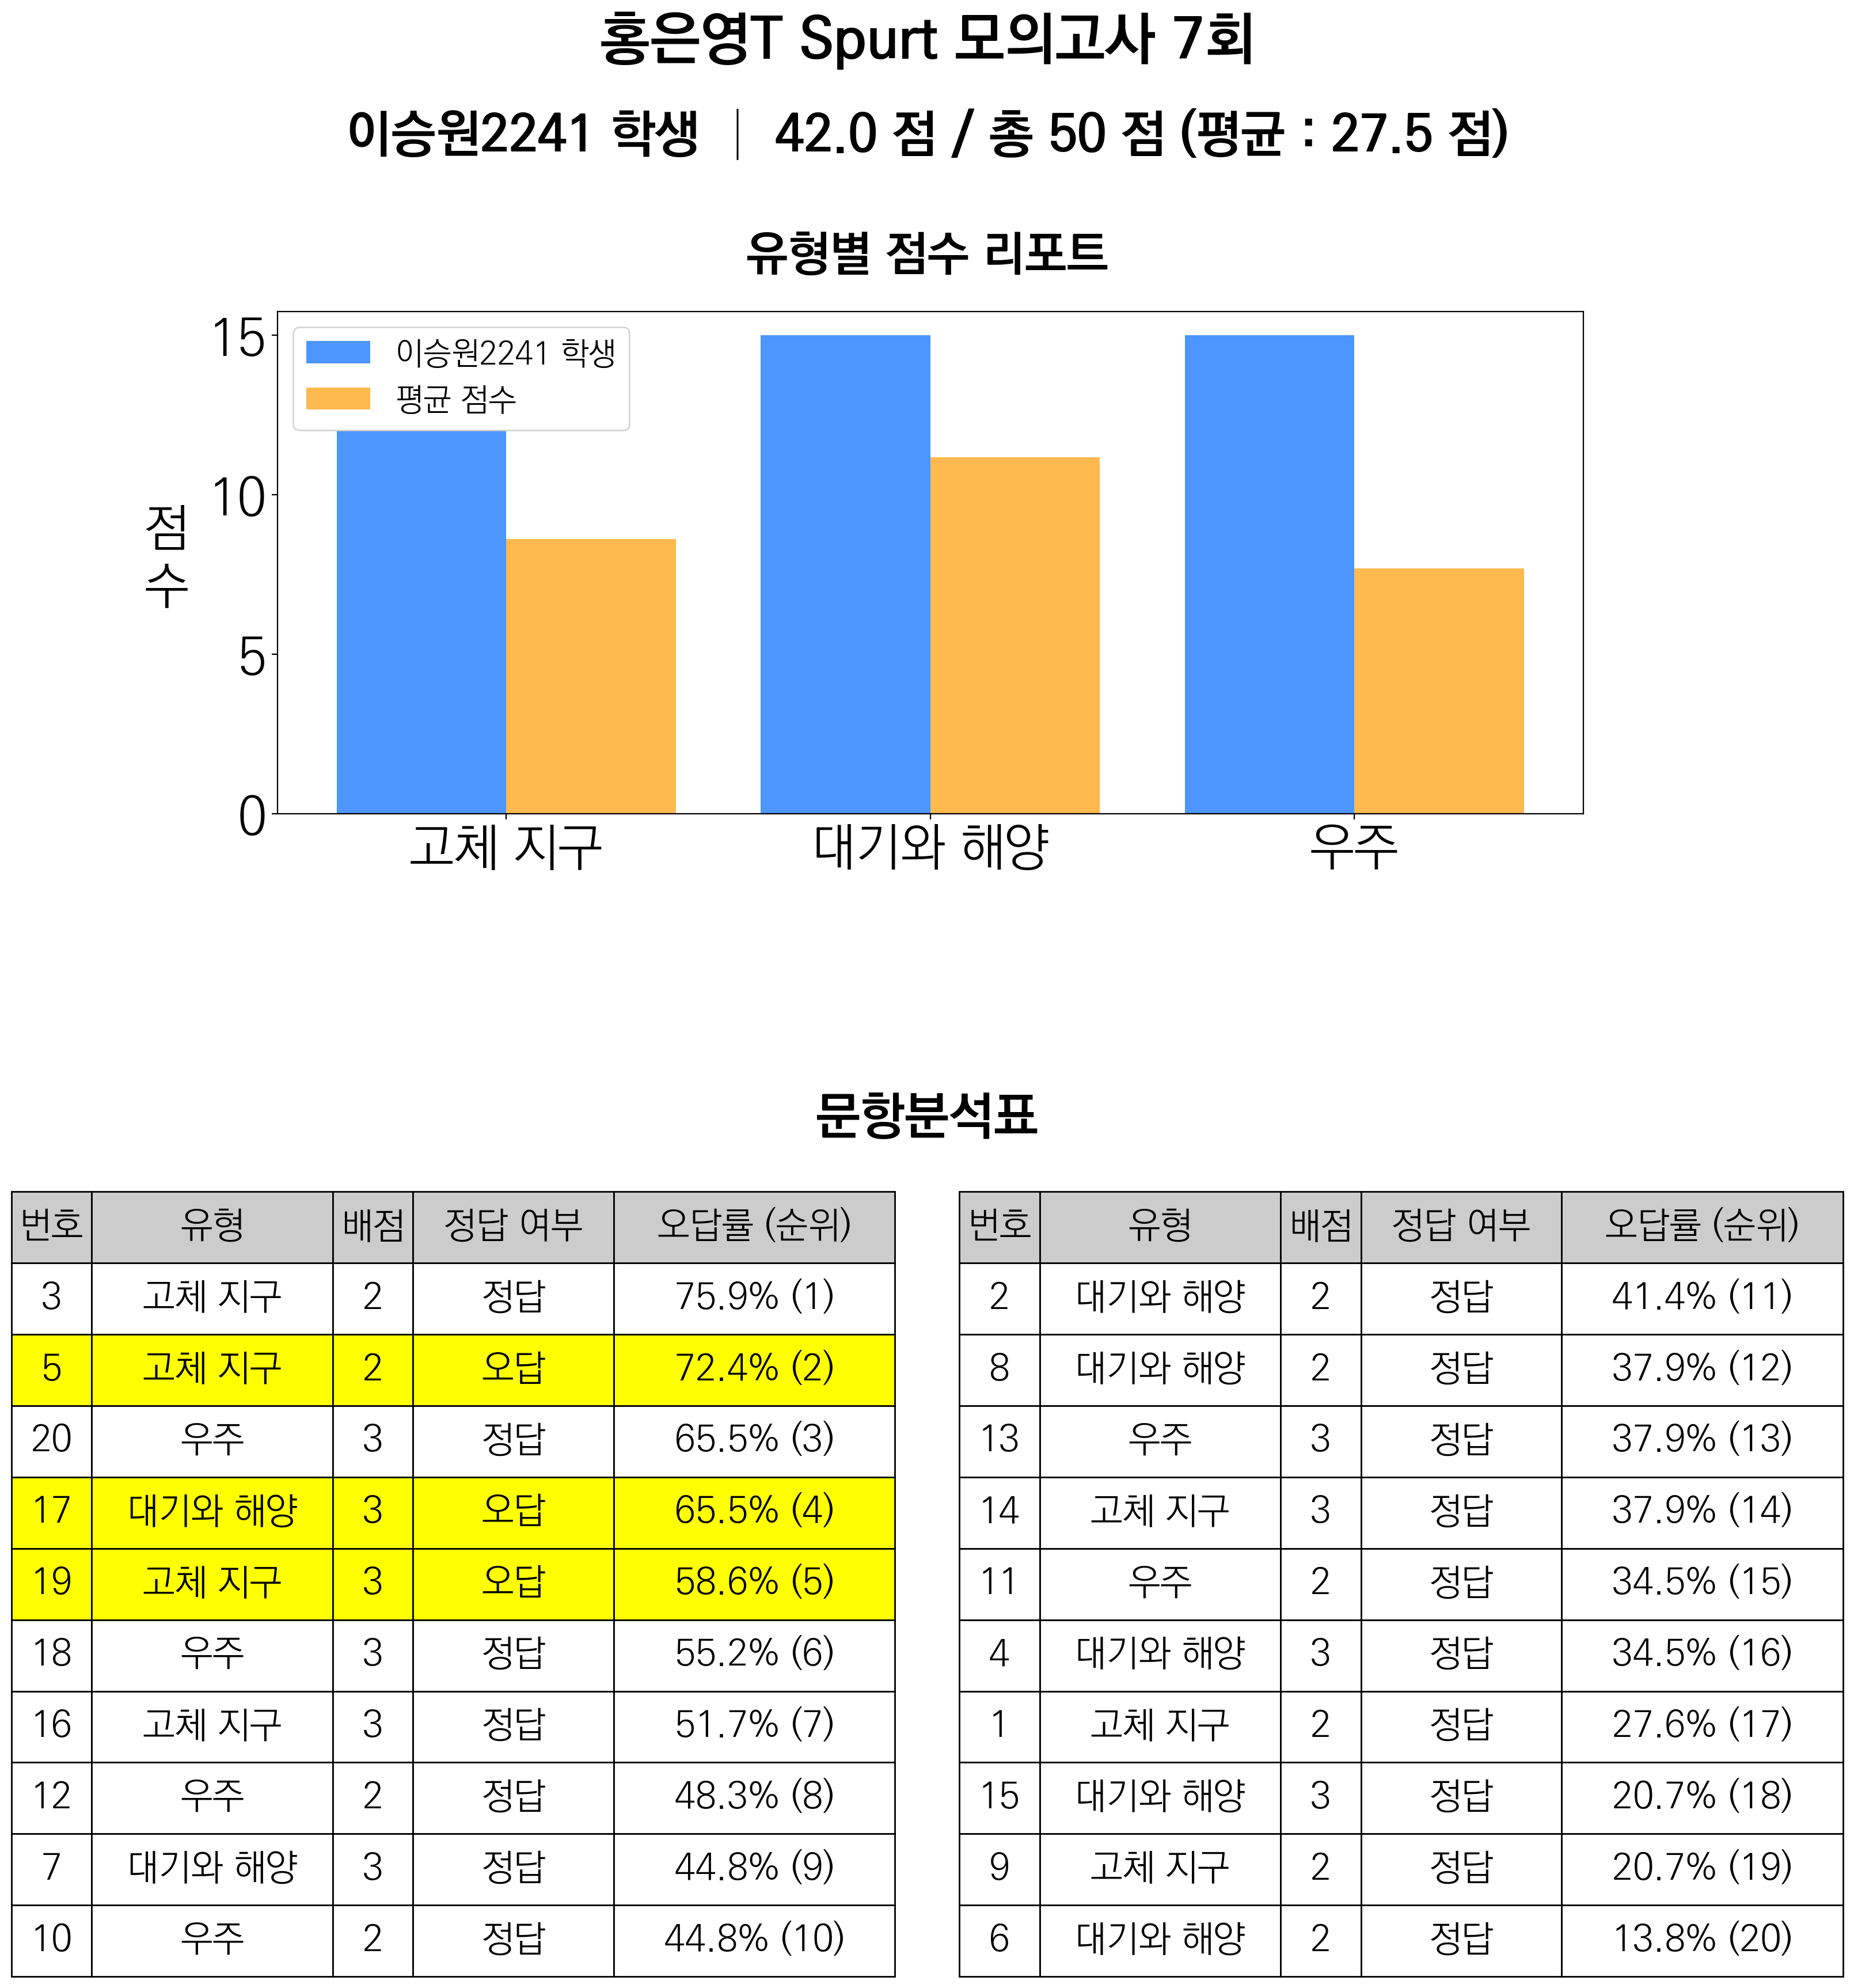 홍은영T Spurt 모의고사 7회
이승원2241 학생 │ 42.0 점 / 총 50 점 (평균 : 27.5 점)
유형별 점수 리포트
이승원2241 학생
평균 점수
점
수
15
10
5
0
고체 지구 대기와 해양 우주
문항분석표
번호 유형 배점 정답 여부 오답률 (순위)
3 고체 지구 2 정답 75.9% (1)
5 고체 지구 2 오답 72.4% (2)
20 우주 3 정답 65.5% (3)
17 대기와 해양 3 오답 65.5% (4)
19 고체 지구 3 오답 58.6% (5)
18 우주 3 정답 55.2% (6)
16 고체 지구 3 정답 51.7% (7)
12 우주 2 정답 48.3% (8)
7 대기와 해양 3 정답 44.8% (9)
10 우주 2 정답 44.8% (10)
번호 유형 배점 정답 여부 오답률 (순위)
2 대기와 해양 2 정답 41.4% (11)
8 대기와 해양 2 정답 37.9% (12)
13 우주 3 정답 37.9% (13)
14 고체 지구 3 정답 37.9% (14)
11 우주 2 정답 34.5% (15)
4 대기와 해양 3 정답 34.5% (16)
1 고체 지구 2 정답 27.6% (17)
15 대기와 해양 3 정답 20.7% (18)
9 고체 지구 2 정답 20.7% (19)
6 대기와 해양 2 정답 13.8% (20)